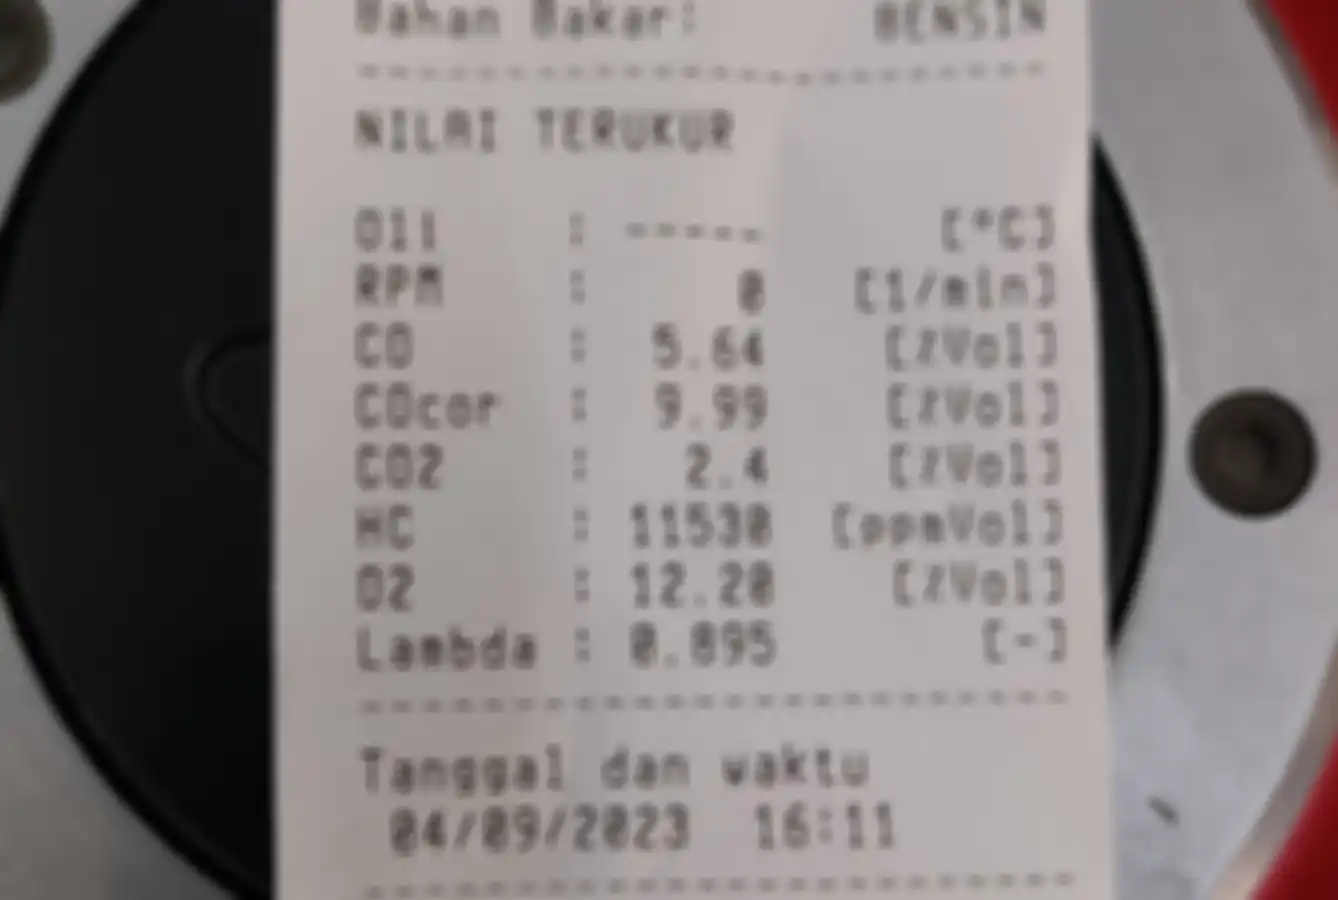 Bahan Bakar: BENSIN
--------------------
NILAI TERUKUR
Oli : ----- [°C]
RPM : 0 [1/min]
CO : 5.64 [%Vol]
COcor : 9.99 [%Vol]
CO2 : 2.4 [%Vol]
HC : 11530 [ppmVol]
O2 : 12.20 [%Vol]
Lambda : 0.895 [-]
--------------------
Tanggal dan waktu
04/09/2023 16:11
--------------------